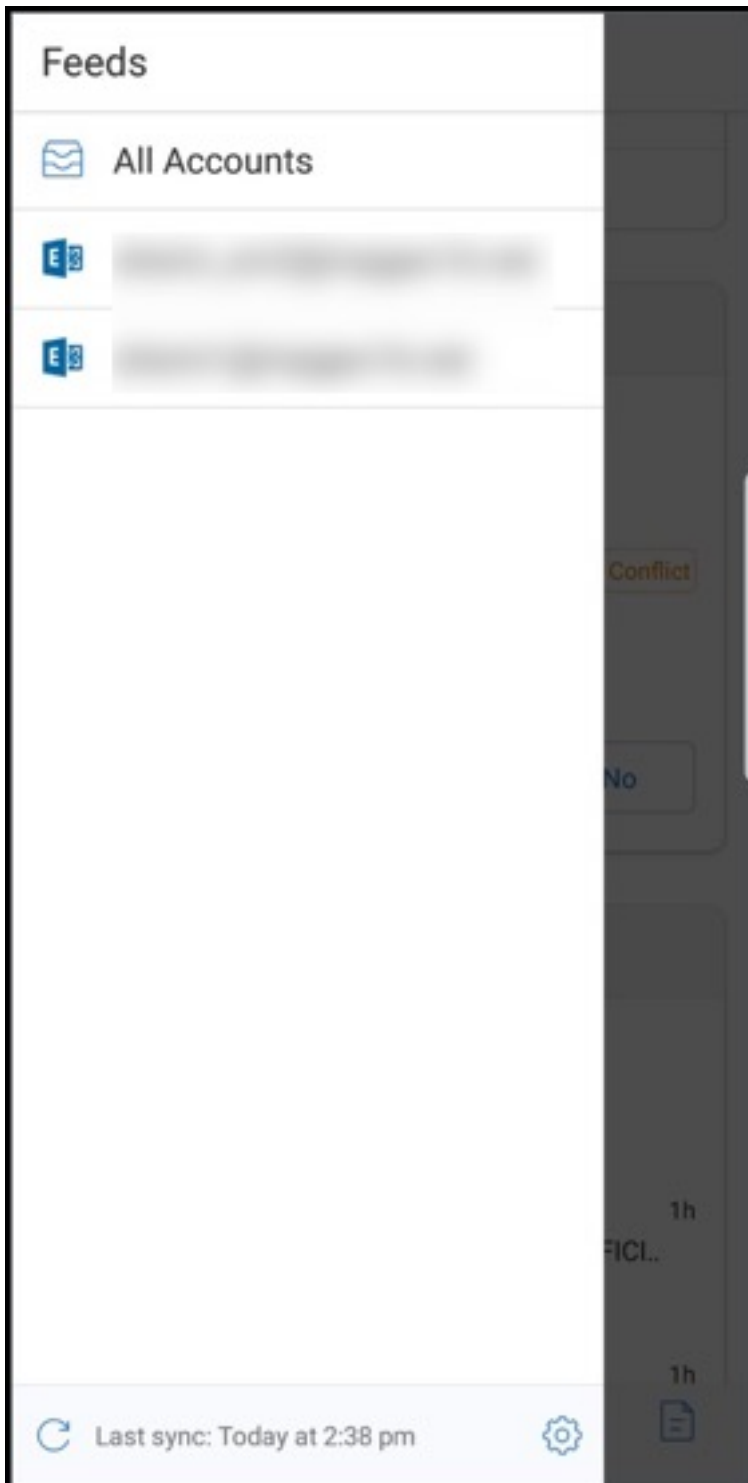 Feeds
All Accounts
E
E
Conflict
No
1h
FICI..
1h
Last sync: Today at 2:38 pm